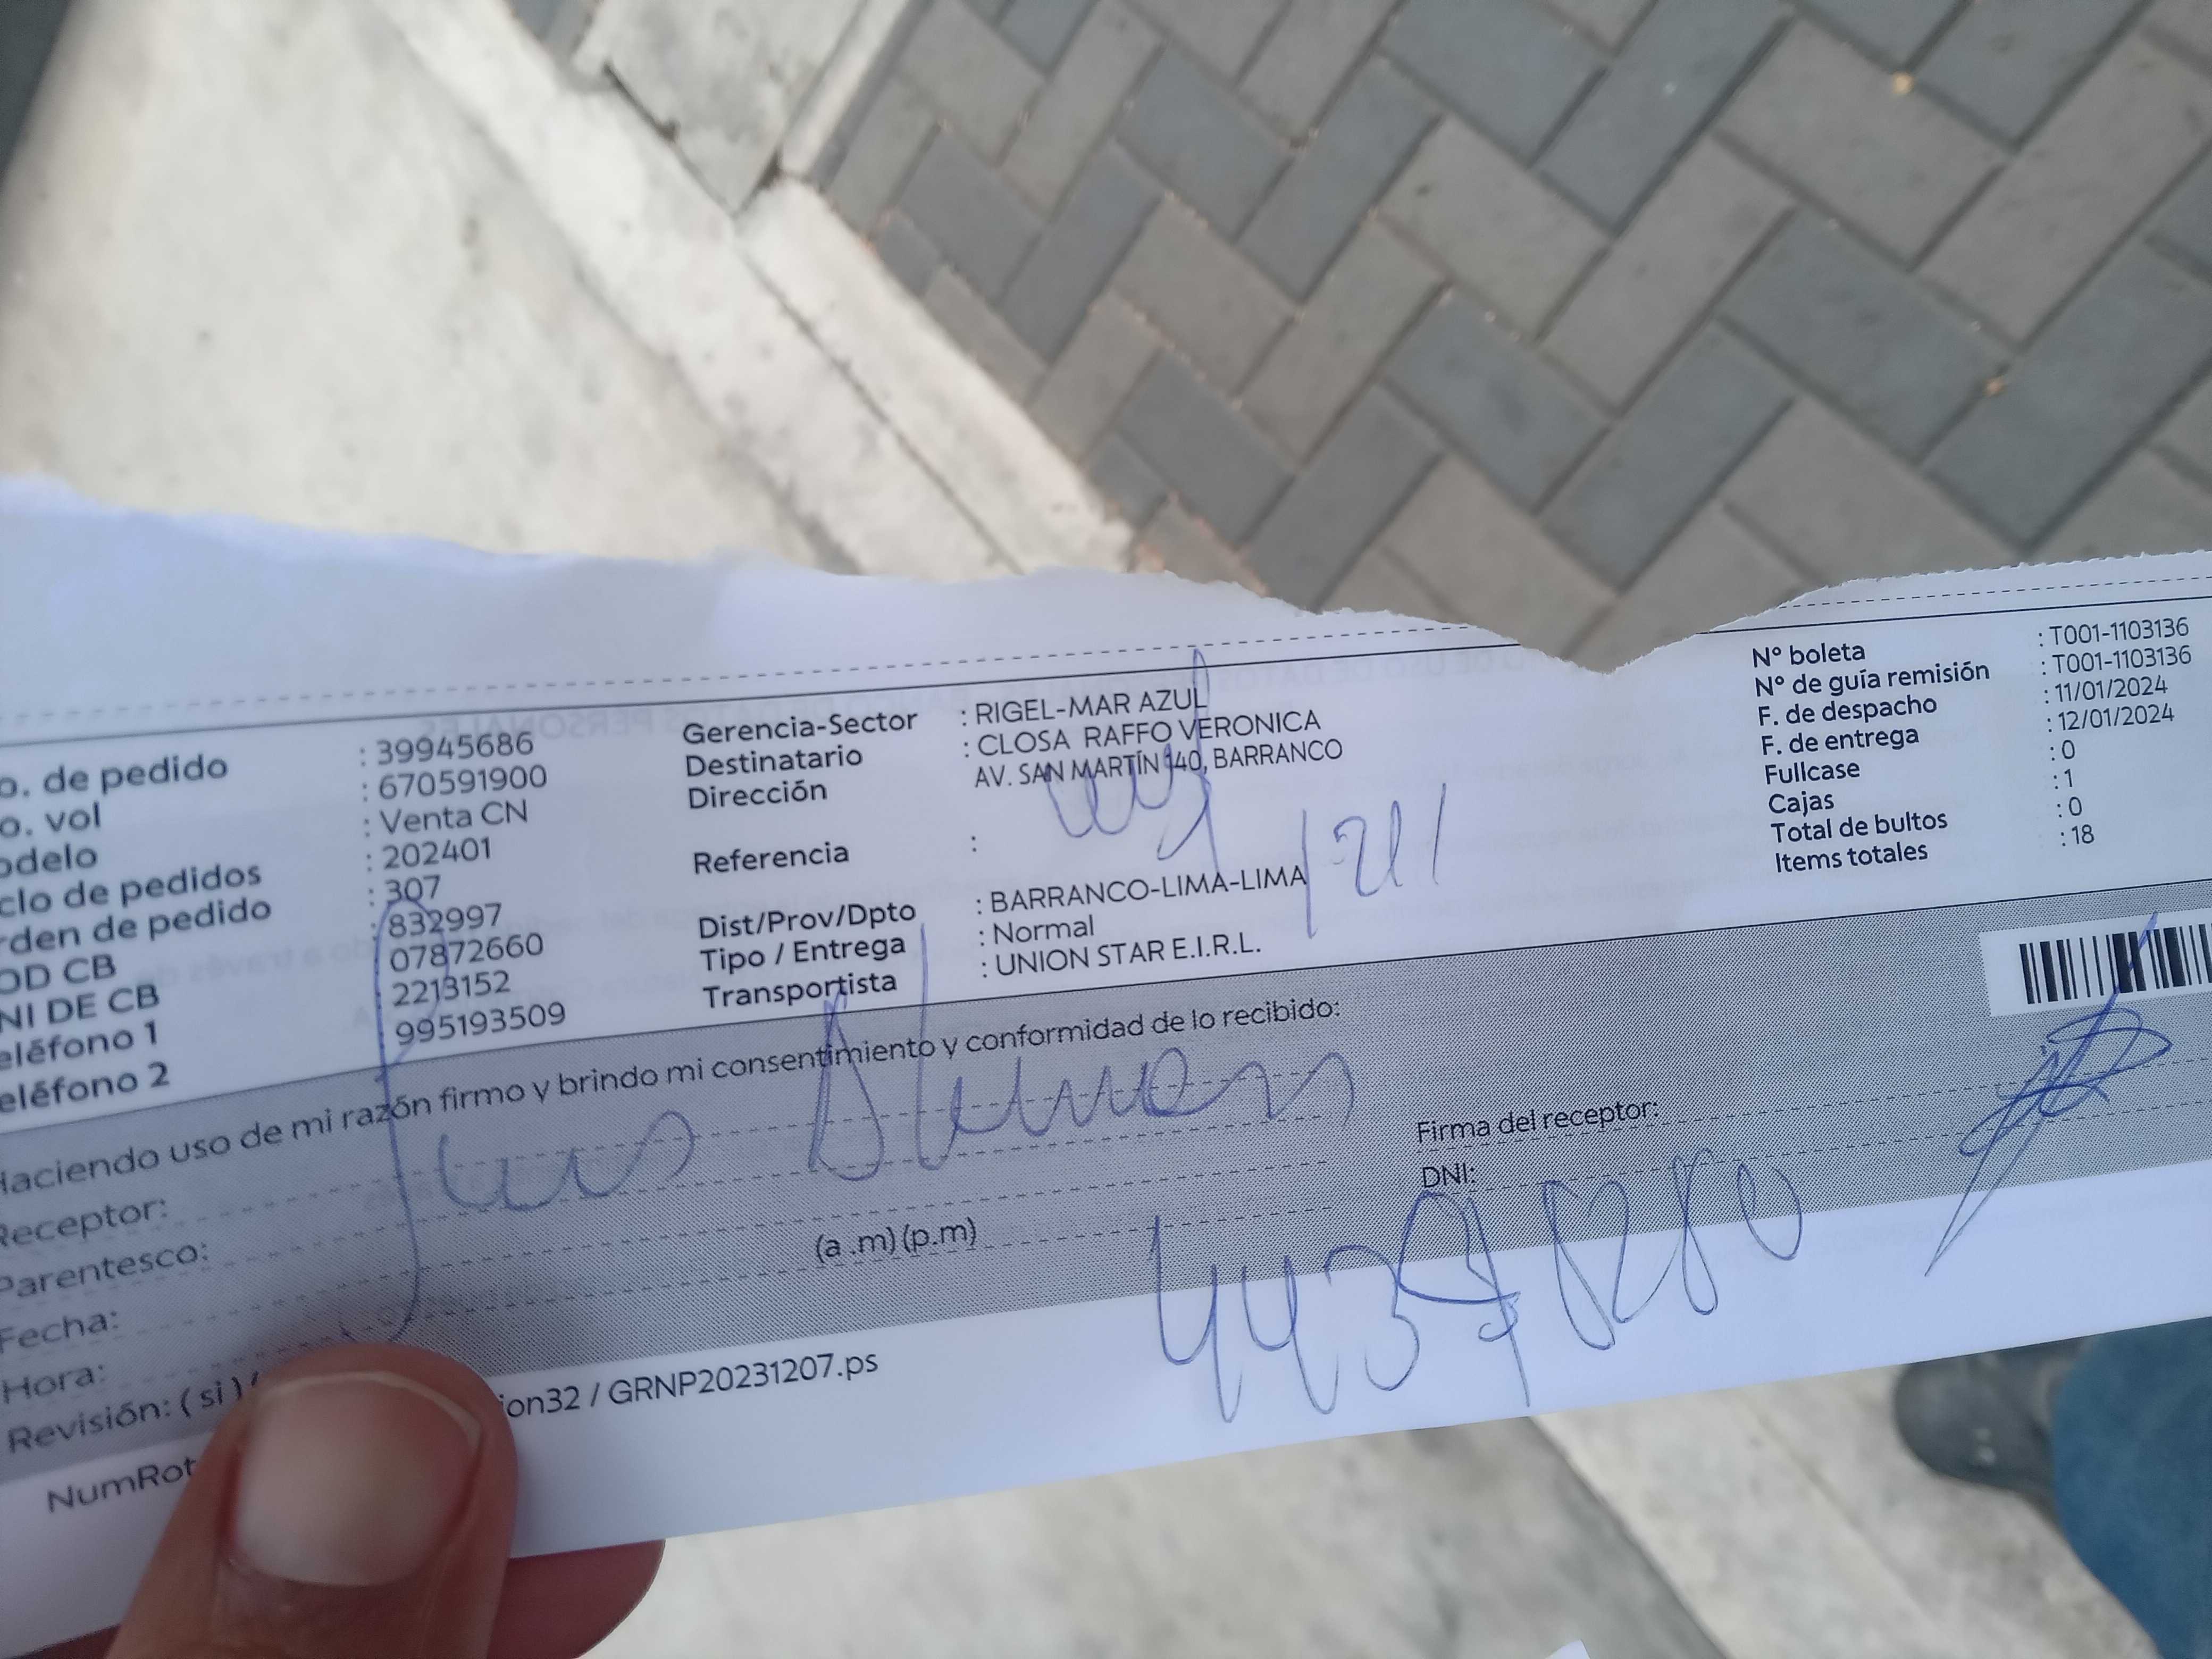 o. de pedido : 39945686
o. vol : 670591900
odelo : Venta CN
clo de pedidos : 202401
rden de pedido : 307
OD CB : 832997
NI DE CB 07872660
eléfono 1 : 2213152
eléfono 2 995193509
Gerencia-Sector : RIGEL-MAR AZUL
Destinatario : CLOSA RAFFO VERONICA
Dirección AV. SAN MARTÍN 140, BARRANCO
Referencia :
Dist/Prov/Dpto : BARRANCO-LIMA-LIMA
Tipo / Entrega : Normal
Transportista : UNION STAR E.I.R.L.
N° boleta : T001-1103136
N° de guía remisión : T001-1103136
F. de despacho : 11/01/2024
F. de entrega : 12/01/2024
Fullcase : 0
Cajas : 1
Total de bultos : 0
Items totales : 18
Haciendo uso de mi razón firmo y brindo mi consentimiento y conformidad de lo recibido:
Receptor:
Parentesco:
Fecha:
Hora: (a .m) (p.m)
Revisión: ( si ) (
Firma del receptor:
DNI:
NumRot
ion32 / GRNP20231207.ps